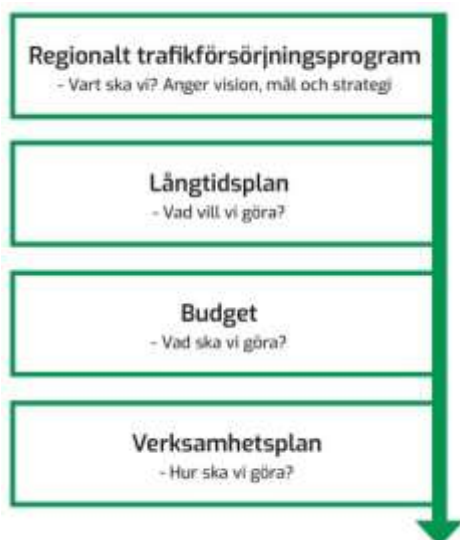 Regionalt trafikförsörjningsprogram
- Vart ska vi? Anger vision, mål och strategi
Långtidsplan
- Vad vill vi göra?
Budget
- Vad ska vi göra?
Verksamhetsplan
- Hur ska vi göra?